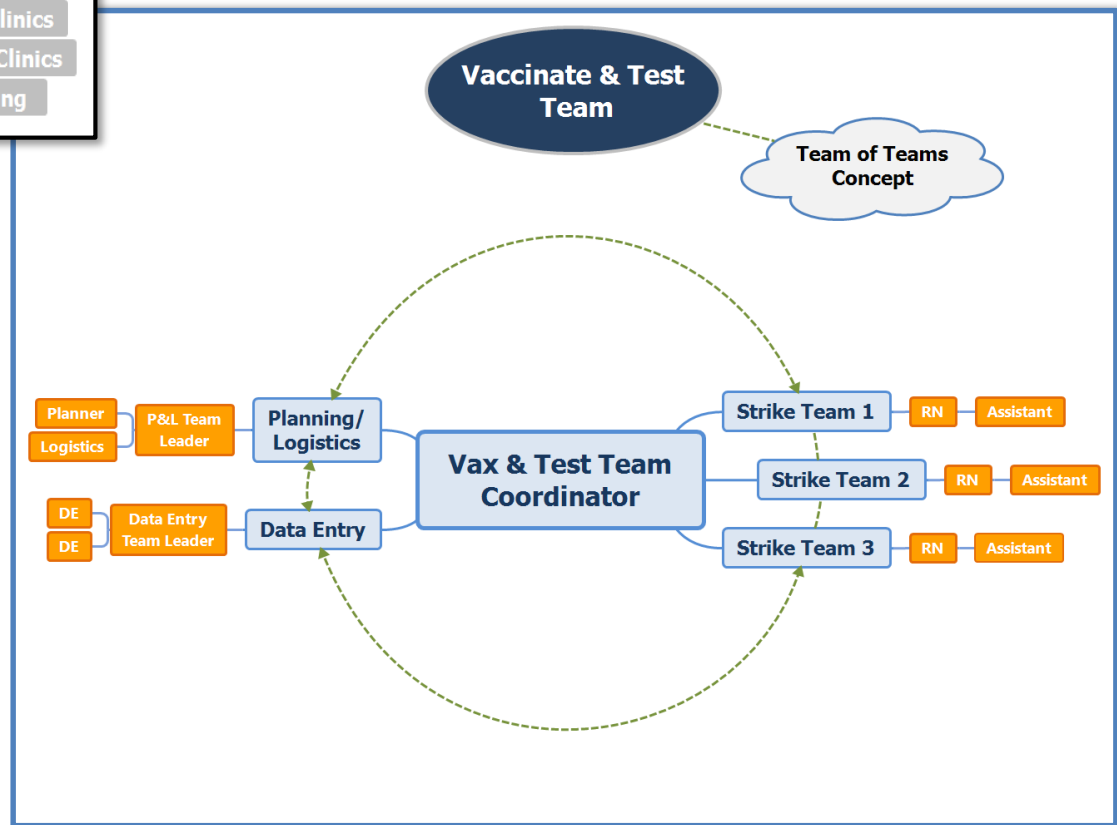 Clinics
Vaccinate & Test
Team
Team of Teams
Concept
Planner
Logistics
P&L Team
Leader
Planning/
Logistics
DE
DE
Data Entry
Team Leader
Data Entry
Vax & Test Team
Coordinator
Strike Team 1
RN
Assistant
Strike Team 2
RN
Assistant
Strike Team 3
RN
Assistant